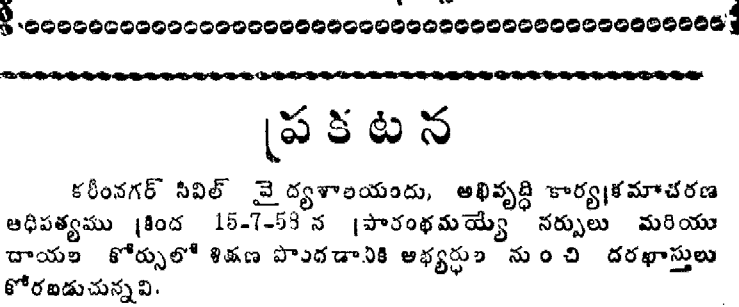 ప్రకటన
కరీంనగర్ సివిల్ వైద్యశాలయందు, అభివృద్ధి కార్యక్రమాచరణ
ఆధిపత్యము క్రింద 15-7-58 న ప్రారంభమయ్యే నర్సులు మరియు
దాయల కోర్సులో శిక్షణ పొందడానికి అభ్యర్థుల నుంచి దరఖాస్తులు
కోరబడుచున్నవి.